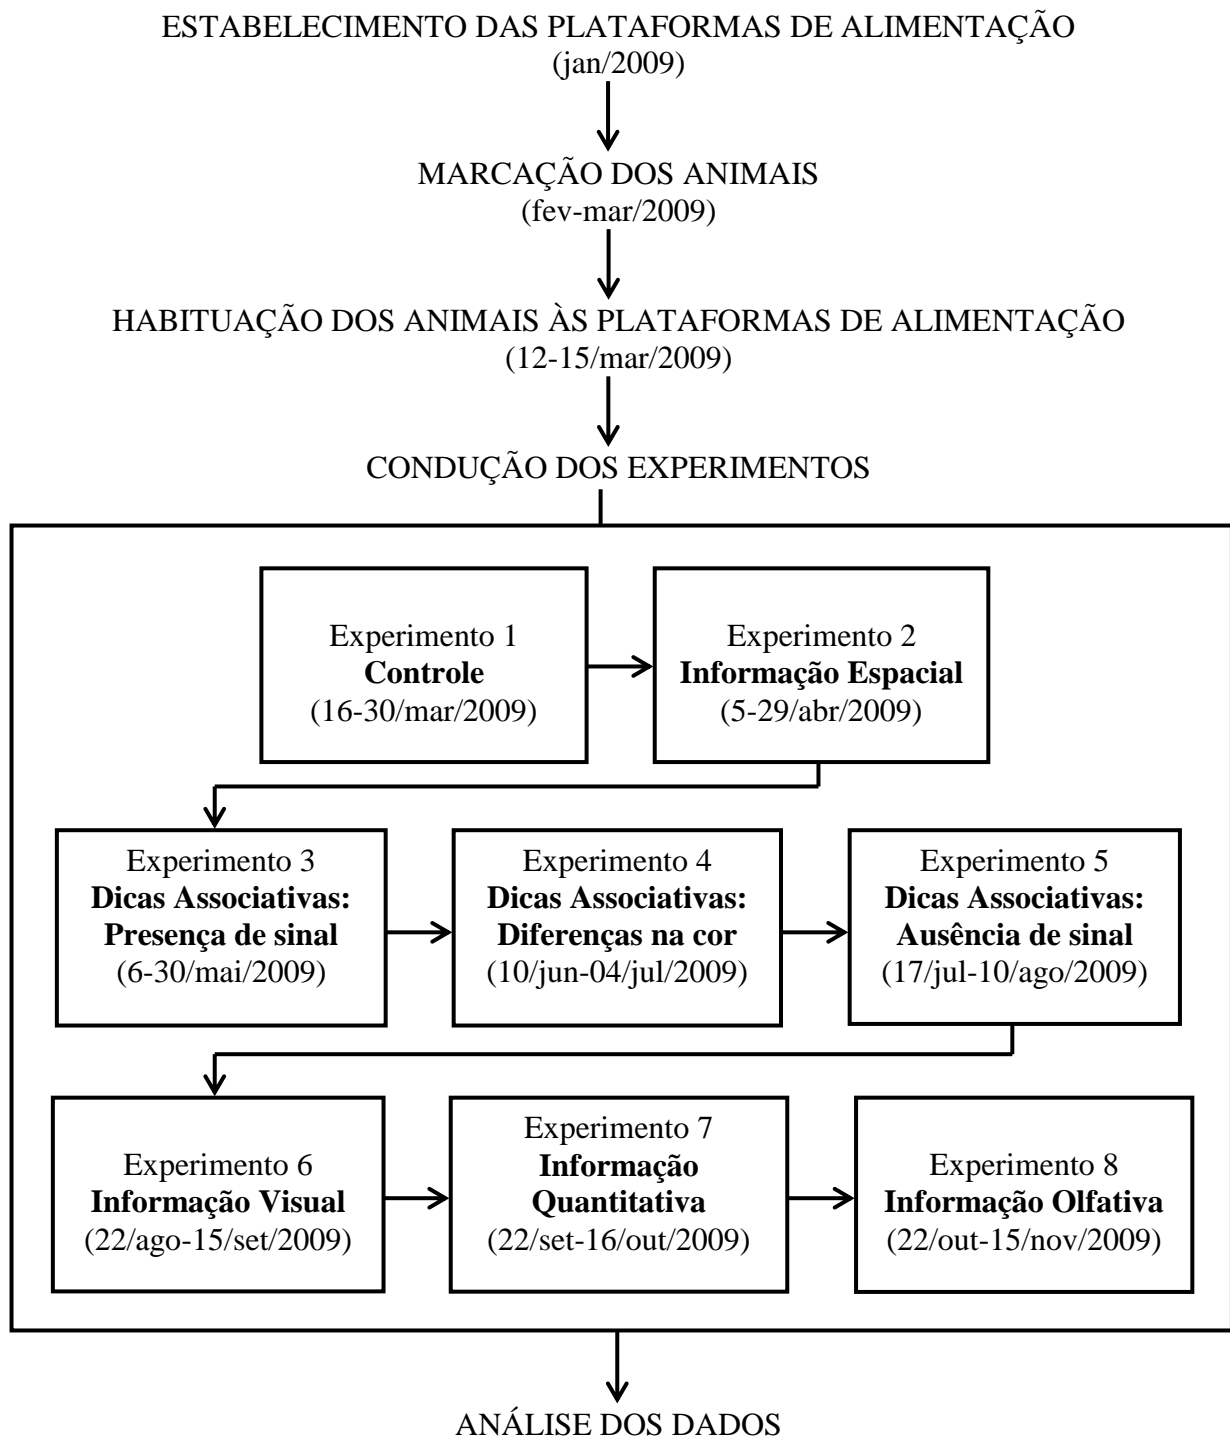 ESTABELECIMENTO DAS PLATAFORMAS DE ALIMENTAÇÃO
(jan/2009)
MARCAÇÃO DOS ANIMAIS
(fev-mar/2009)
HABITUAÇÃO DOS ANIMAIS ÀS PLATAFORMAS DE ALIMENTAÇÃO
(12-15/mar/2009)
CONDUÇÃO DOS EXPERIMENTOS
Experimento 1
Controle
(16-30/mar/2009)
Experimento 2
Informação Espacial
(5-29/abr/2009)
Experimento 3
Dicas Associativas:
Presença de sinal
(6-30/mai/2009)
Experimento 4
Dicas Associativas:
Diferenças na cor
(10/jun-04/jul/2009)
Experimento 5
Dicas Associativas:
Ausência de sinal
(17/jul-10/ago/2009)
Experimento 6
Informação Visual
(22/ago-15/set/2009)
Experimento 7
Informação
Quantitativa
(22/set-16/out/2009)
Experimento 8
Informação Olfativa
(22/out-15/nov/2009)
ANÁLISE DOS DADOS